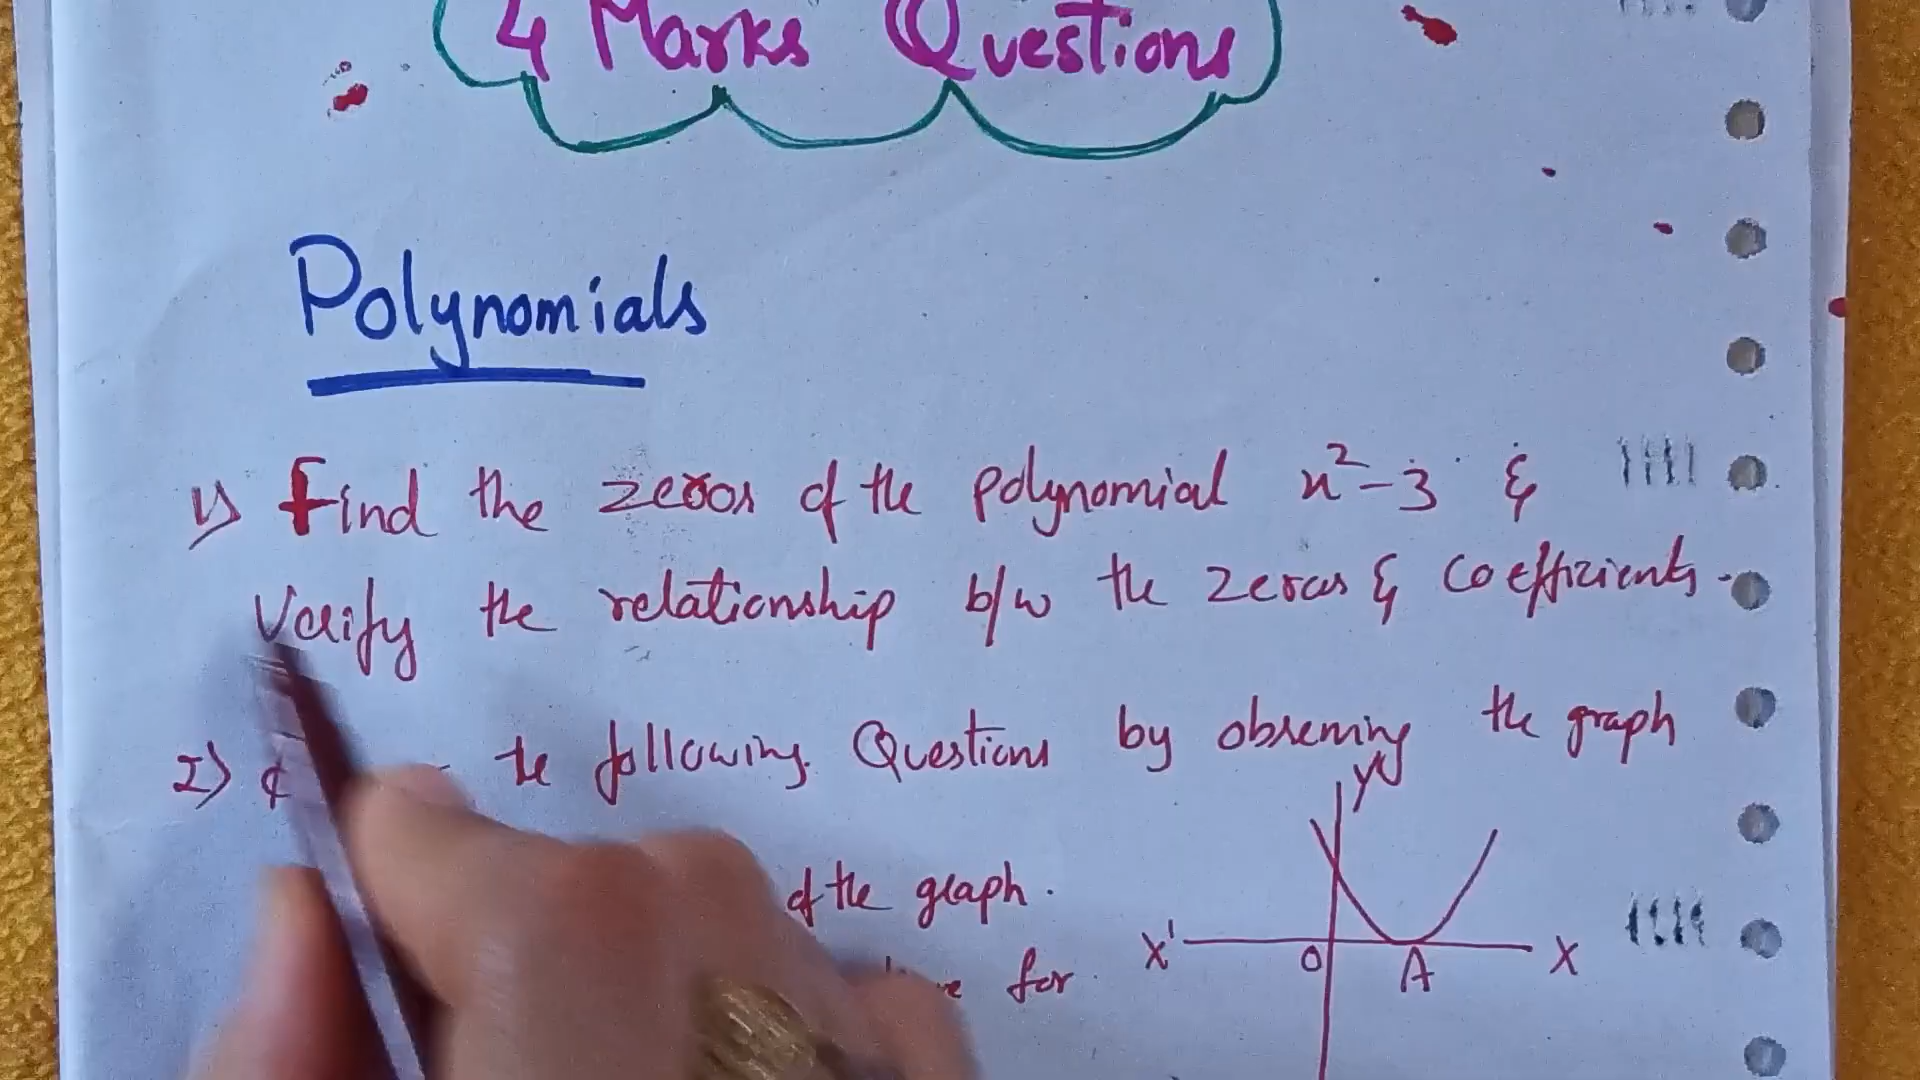 4 Marks Questions
Polynomials
1) Find the zeros of the polynomial x²-3 &
Verify the relationship b/w the zeroes & coefficients.
2) the following Questions by observing the graph
of the graph.
for
Y
X' O A X